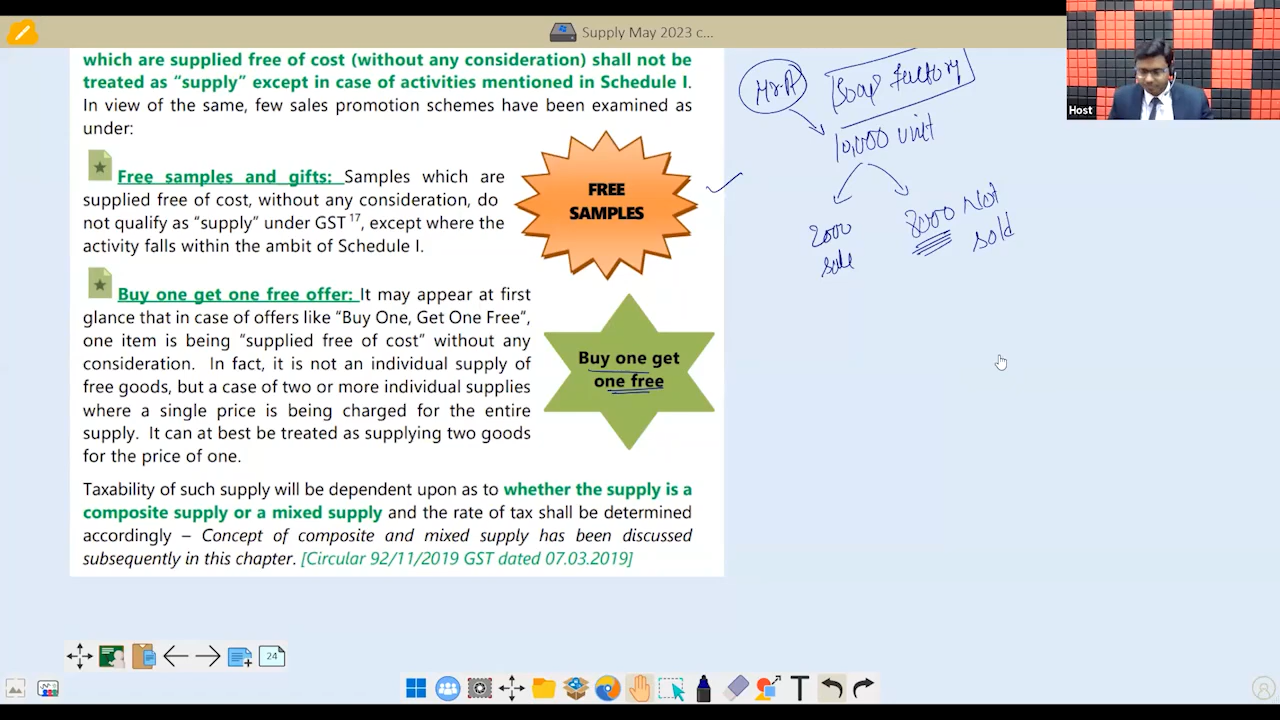 Supply May 2023 c...
which are supplied free of cost (without any consideration) shall not be
treated as “supply” except in case of activities mentioned in Schedule I.
In view of the same, few sales promotion schemes have been examined as
under:
Free samples and gifts: Samples which are
supplied free of cost, without any consideration, do
not qualify as “supply” under GST 17, except where the
activity falls within the ambit of Schedule I.
FREE
SAMPLES
Buy one get one free offer: It may appear at first
glance that in case of offers like “Buy One, Get One Free“,
one item is being “supplied free of cost” without any
consideration. In fact, it is not an individual supply of
free goods, but a case of two or more individual supplies
where a single price is being charged for the entire
supply. It can at best be treated as supplying two goods
for the price of one.
Buy one get
one free
Taxability of such supply will be dependent upon as to whether the supply is a
composite supply or a mixed supply and the rate of tax shall be determined
accordingly – Concept of composite and mixed supply has been discussed
subsequently in this chapter. [Circular 92/11/2019 GST dated 07.03.2019]
Mr.A
Soap factory
10,000 unit
2000
sale
8000 Not
sold
Host
24
T